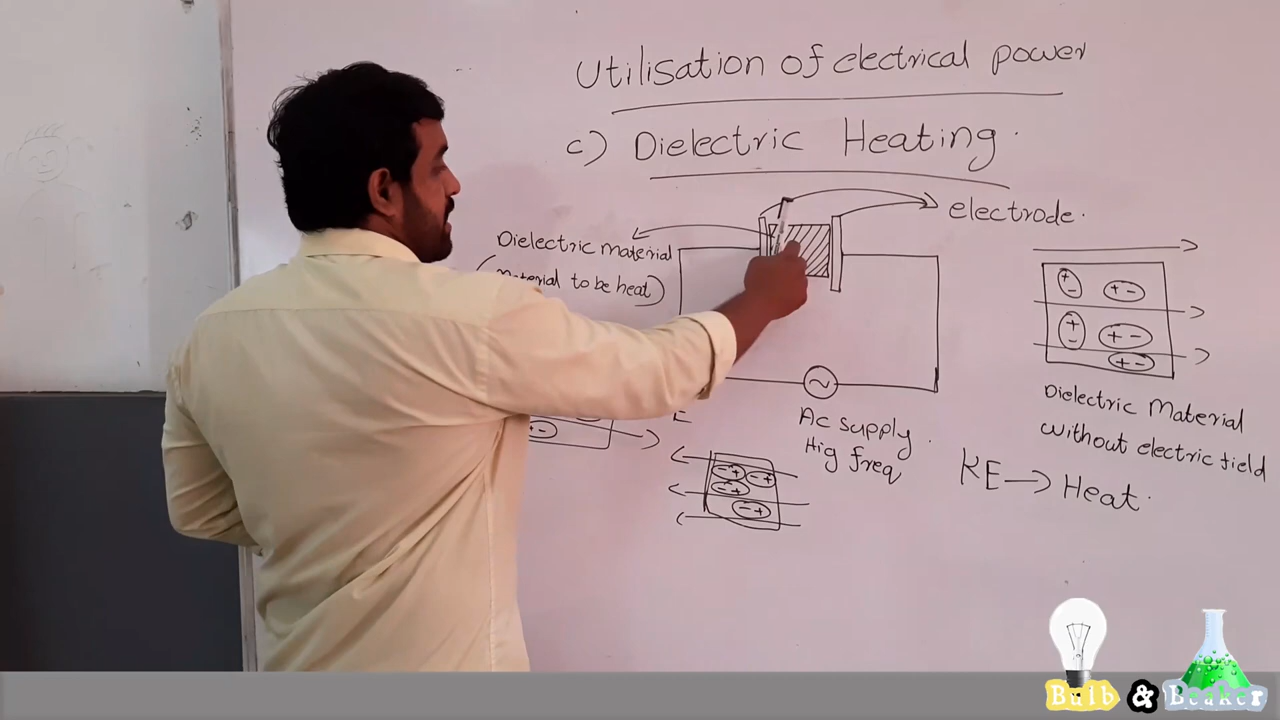 Utilisation of electrical power
c) Dielectric Heating.
electrode.
Dielectric material
material to be heat)
Ac supply.
Hig freq
E
Dielectric Material
without electric field
KE → Heat.
+ -
+ -
+ -
+ -
+ -
+ -
- +
- +
- +
- +
Bulb & Beaker